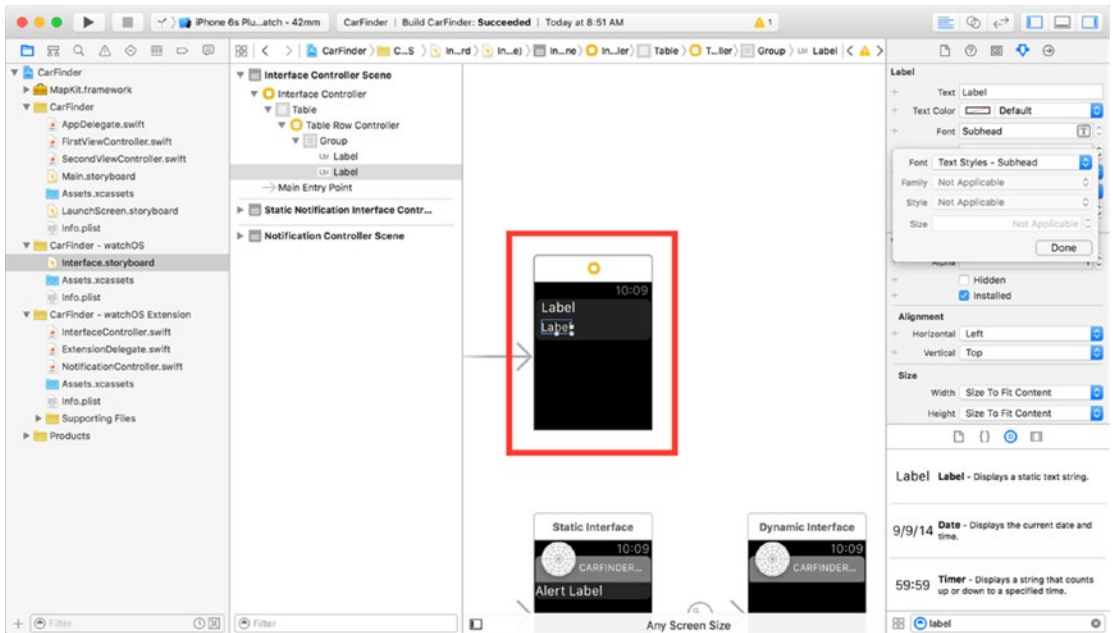 iPhone 6s Plu...atch - 42mm
CarFinder | Build CarFinder: Succeeded | Today at 8:51 AM
1
CarFinder
C...S
In...rd
In...e)
In...ne
In...ler
Table
T...ller
Group
Label
CarFinder
MapKit.framework
CarFinder
AppDelegate.swift
FirstViewController.swift
SecondViewController.swift
Main.storyboard
Assets.xcassets
LaunchScreen.storyboard
Info.plist
CarFinder - watchOS
Interface.storyboard
Assets.xcassets
Info.plist
CarFinder - watchOS Extension
InterfaceController.swift
ExtensionDelegate.swift
NotificationController.swift
Assets.xcassets
Info.plist
Supporting Files
Products
Filter
Interface Controller Scene
Interface Controller
Table
Table Row Controller
Group
Label
Label
Main Entry Point
Static Notification Interface Contr...
Notification Controller Scene
Filter
10:09
Label
Label
Static Interface
10:09
CARFINDER...
Alert Label
Dynamic Interface
10:09
CARFINDER...
Any Screen Size
Label
Text Label
Text Color Default
Font Subhead
Font Text Styles - Subhead
Family Not Applicable
Style Not Applicable
Size Not Applicable
Done
Hidden
Installed
Alignment
Horizontal Left
Vertical Top
Size
Width Size To Fit Content
Height Size To Fit Content
Label Label - Displays a static text string.
9/9/14 Date - Displays the current date and
time.
59:59 Timer - Displays a string that counts
up or down to a specified time.
label